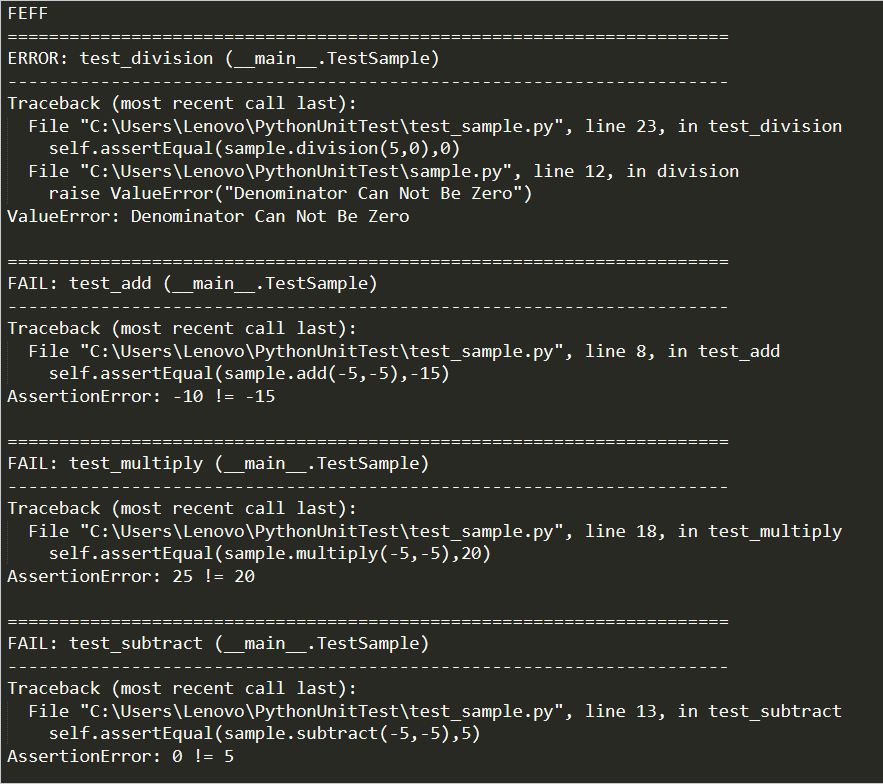 FEFF
======================================================================
ERROR: test_division (__main__.TestSample)
----------------------------------------------------------------------
Traceback (most recent call last):
  File "C:\Users\Lenovo\PythonUnitTest\test_sample.py", line 23, in test_division
    self.assertEqual(sample.division(5,0),0)
  File "C:\Users\Lenovo\PythonUnitTest\sample.py", line 12, in division
    raise ValueError("Denominator Can Not Be Zero")
ValueError: Denominator Can Not Be Zero

======================================================================
FAIL: test_add (__main__.TestSample)
----------------------------------------------------------------------
Traceback (most recent call last):
  File "C:\Users\Lenovo\PythonUnitTest\test_sample.py", line 8, in test_add
    self.assertEqual(sample.add(-5,-5),-15)
AssertionError: -10 != -15

======================================================================
FAIL: test_multiply (__main__.TestSample)
----------------------------------------------------------------------
Traceback (most recent call last):
  File "C:\Users\Lenovo\PythonUnitTest\test_sample.py", line 18, in test_multiply
    self.assertEqual(sample.multiply(-5,-5),20)
AssertionError: 25 != 20

======================================================================
FAIL: test_subtract (__main__.TestSample)
----------------------------------------------------------------------
Traceback (most recent call last):
  File "C:\Users\Lenovo\PythonUnitTest\test_sample.py", line 13, in test_subtract
    self.assertEqual(sample.subtract(-5,-5),5)
AssertionError: 0 != 5